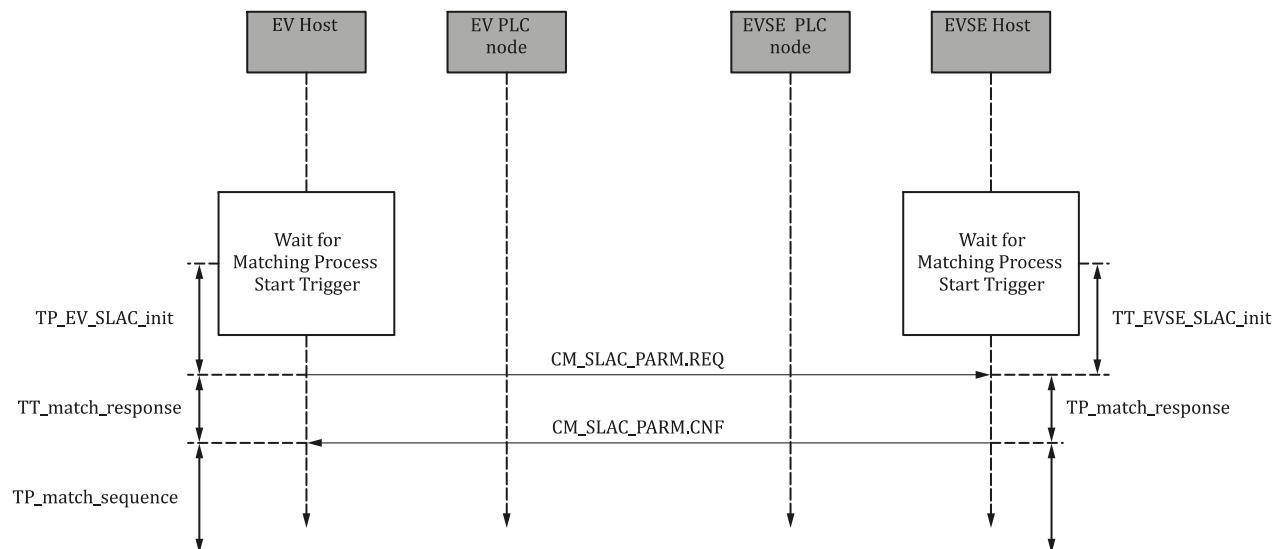 EV Host
EV PLC
node
EVSE PLC
node
EVSE Host
Wait for
Matching Process
Start Trigger
Wait for
Matching Process
Start Trigger
TP_EV_SLAC_init
TT_EVSE_SLAC_init
CM_SLAC_PARM.REQ
TT_match_response
TP_match_response
CM_SLAC_PARM.CNF
TP_match_sequence